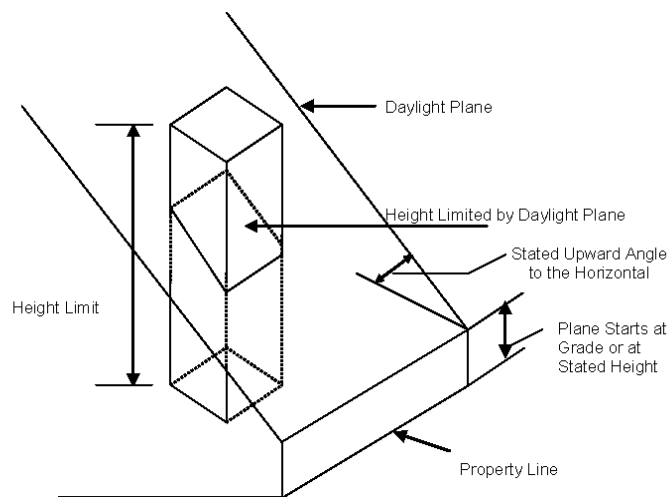 Daylight Plane
Height Limited by Daylight Plane
Stated Upward Angle
to the Horizontal
Height Limit
Plane Starts at
Grade or at
Stated Height
Property Line